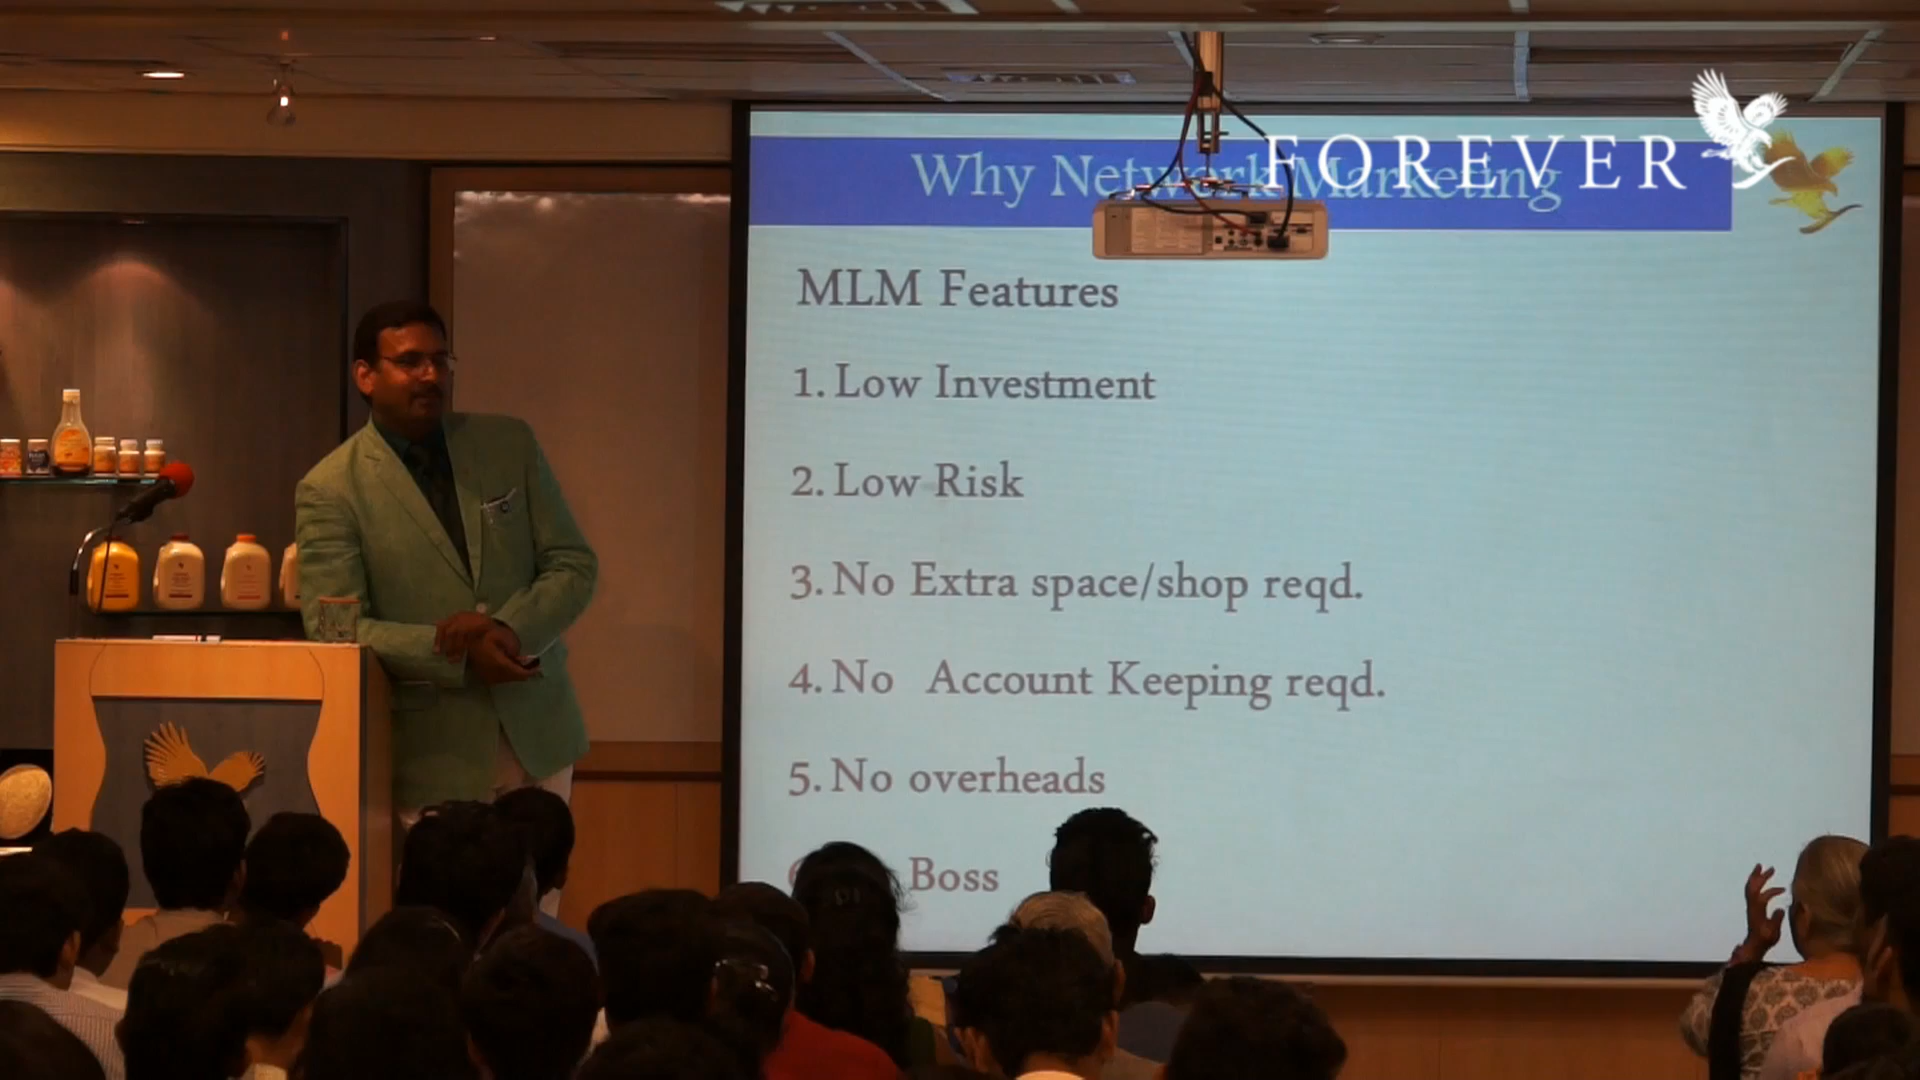 FOREVER
Why Network Marketing
MLM Features
1. Low Investment
2. Low Risk
3. No Extra space/shop reqd.
4. No Account Keeping reqd.
5. No overheads
Boss